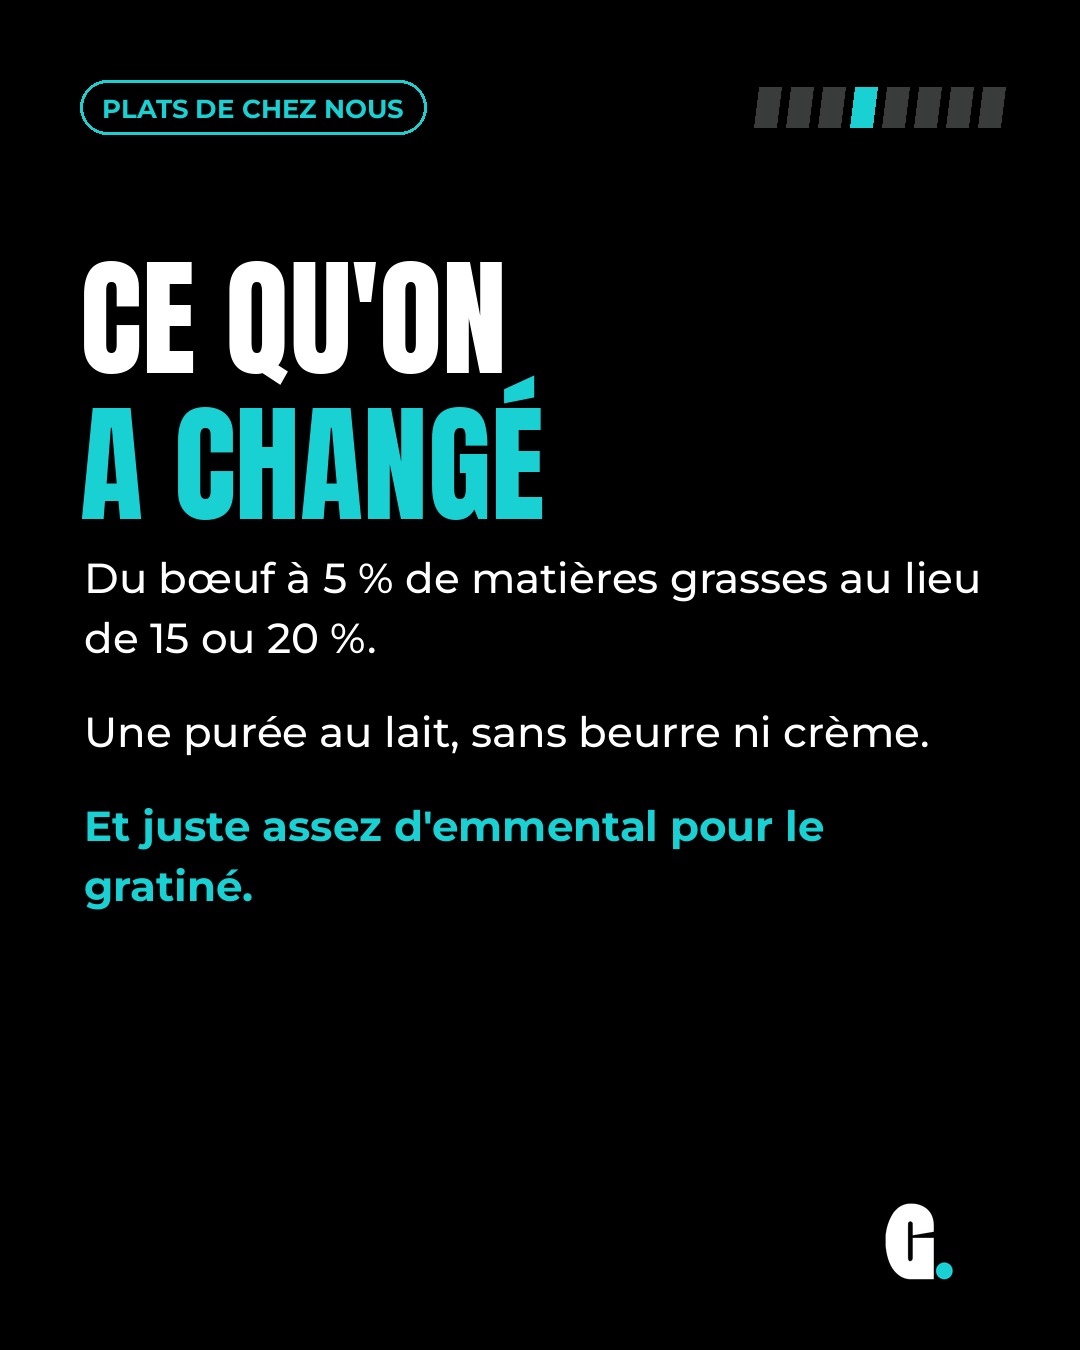 PLATS DE CHEZ NOUS
CE QU'ON
A CHANGÉ
Du bœuf à 5 % de matières grasses au lieu
de 15 ou 20 %.
Une purée au lait, sans beurre ni crème.
Et juste assez d'emmental pour le
gratiné.
G.